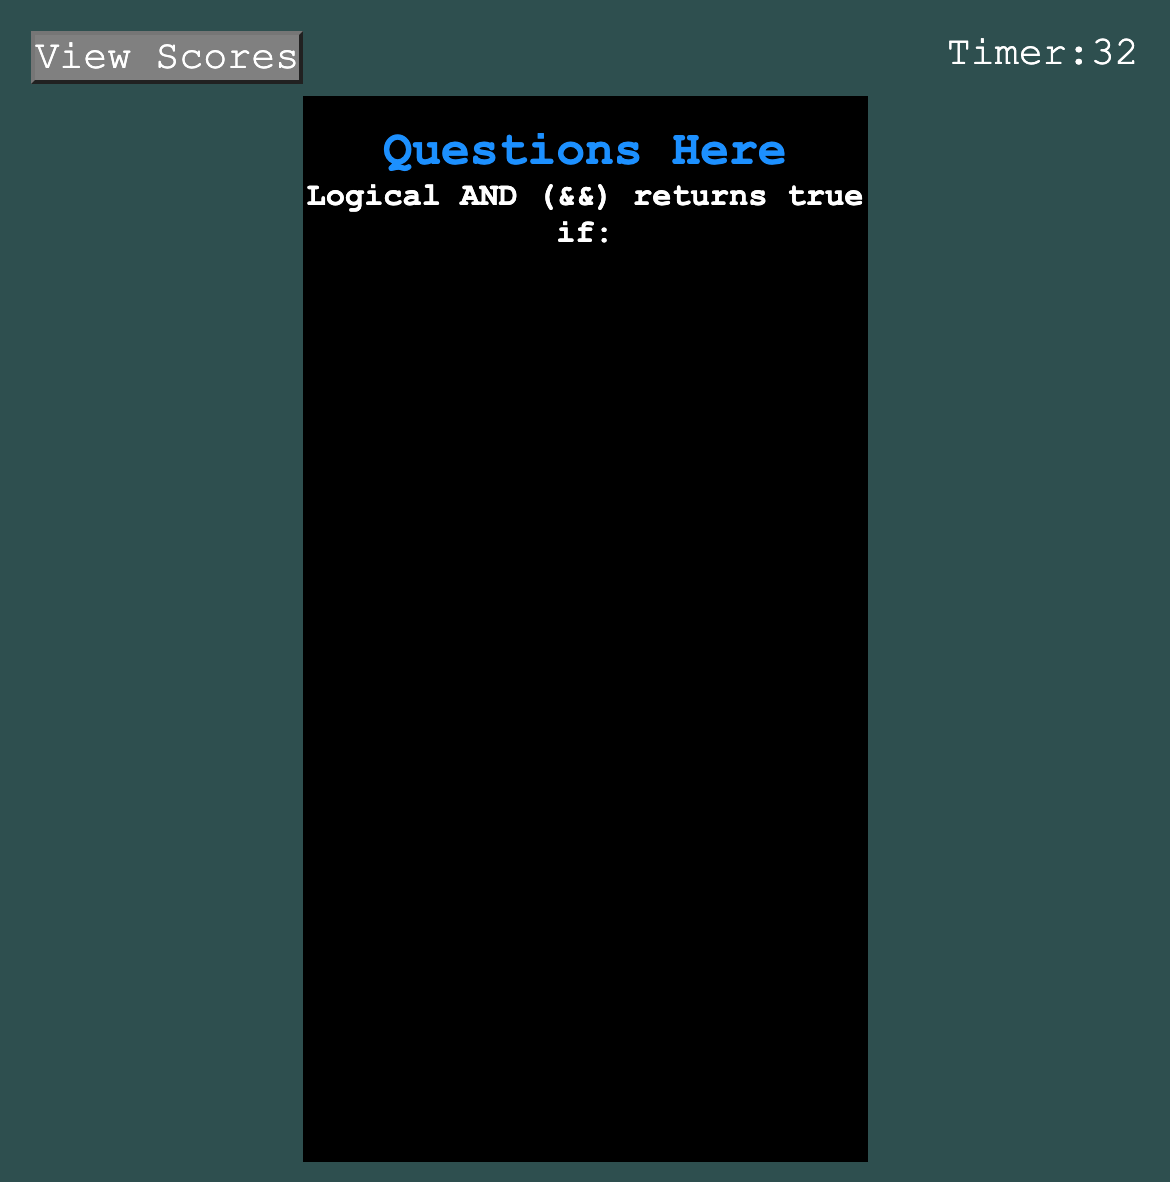 View Scores
Timer:32
Questions Here
Logical AND (&&) returns true
if: